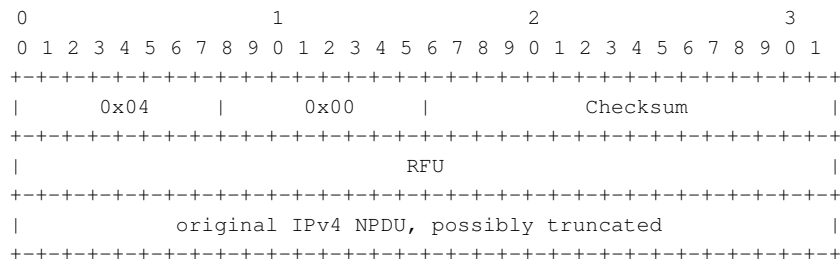 0                   1                   2                   3
 0 1 2 3 4 5 6 7 8 9 0 1 2 3 4 5 6 7 8 9 0 1 2 3 4 5 6 7 8 9 0 1
+-+-+-+-+-+-+-+-+-+-+-+-+-+-+-+-+-+-+-+-+-+-+-+-+-+-+-+-+-+-+-+-+
|      0x04     |      0x00     |            Checksum           |
+-+-+-+-+-+-+-+-+-+-+-+-+-+-+-+-+-+-+-+-+-+-+-+-+-+-+-+-+-+-+-+-+
|                              RFU                              |
+-+-+-+-+-+-+-+-+-+-+-+-+-+-+-+-+-+-+-+-+-+-+-+-+-+-+-+-+-+-+-+-+
|            original IPv4 NPDU, possibly truncated             |
+-+-+-+-+-+-+-+-+-+-+-+-+-+-+-+-+-+-+-+-+-+-+-+-+-+-+-+-+-+-+-+-+